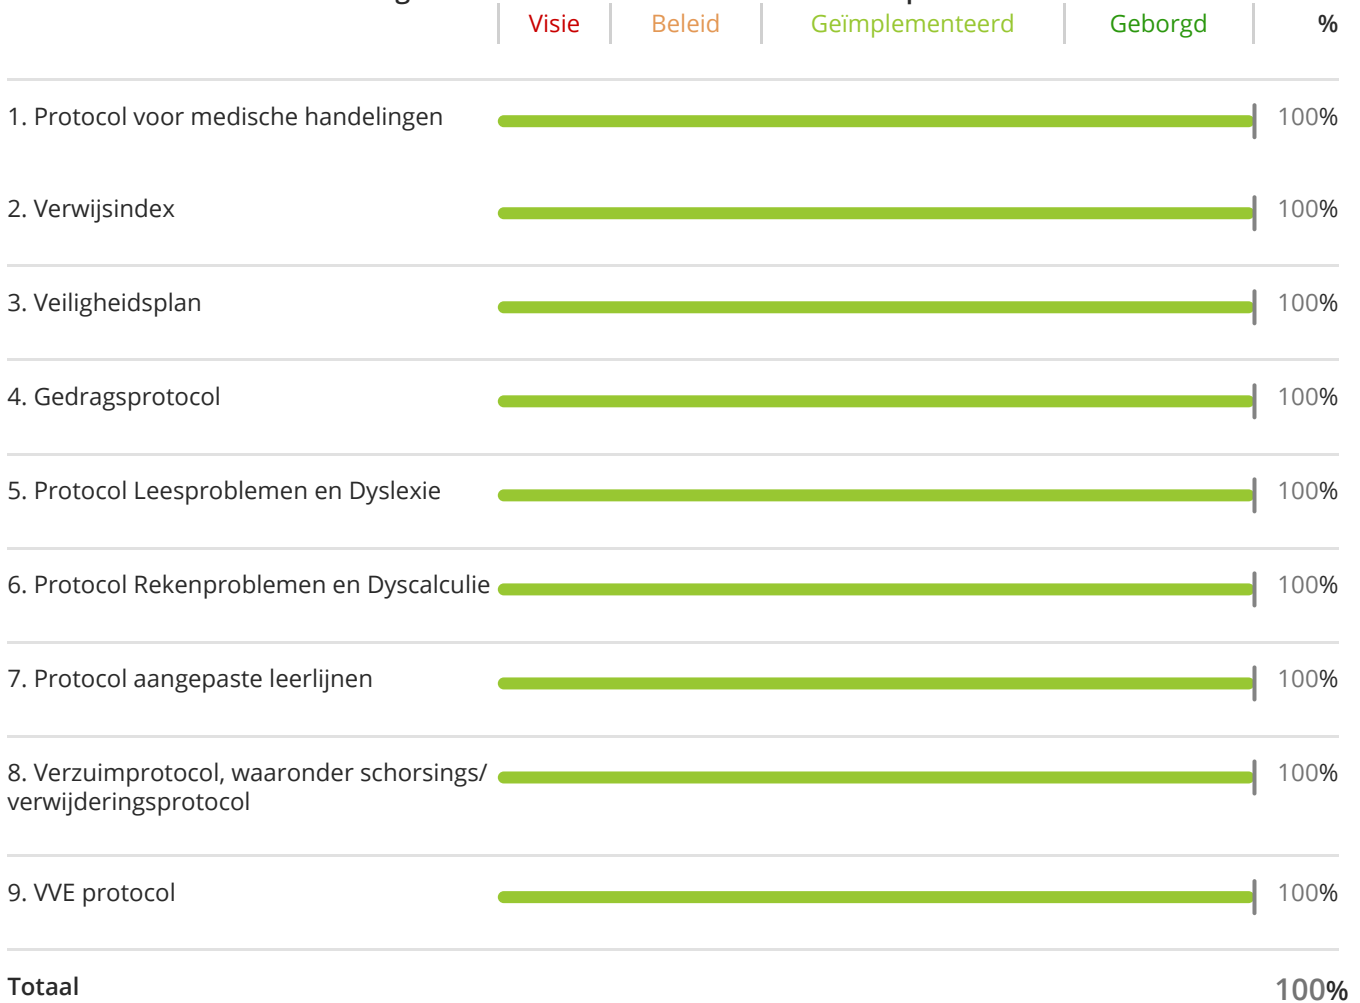 Visie Beleid Geïmplementeerd Geborgd %
1. Protocol voor medische handelingen 100%
2. Verwijsindex 100%
3. Veiligheidsplan 100%
4. Gedragsprotocol 100%
5. Protocol Leesproblemen en Dyslexie 100%
6. Protocol Rekenproblemen en Dyscalculie 100%
7. Protocol aangepaste leerlijnen 100%
8. Verzuimprotocol, waaronder schorsings/ 100%
verwijderingsprotocol
9. VVE protocol 100%
Totaal 100%